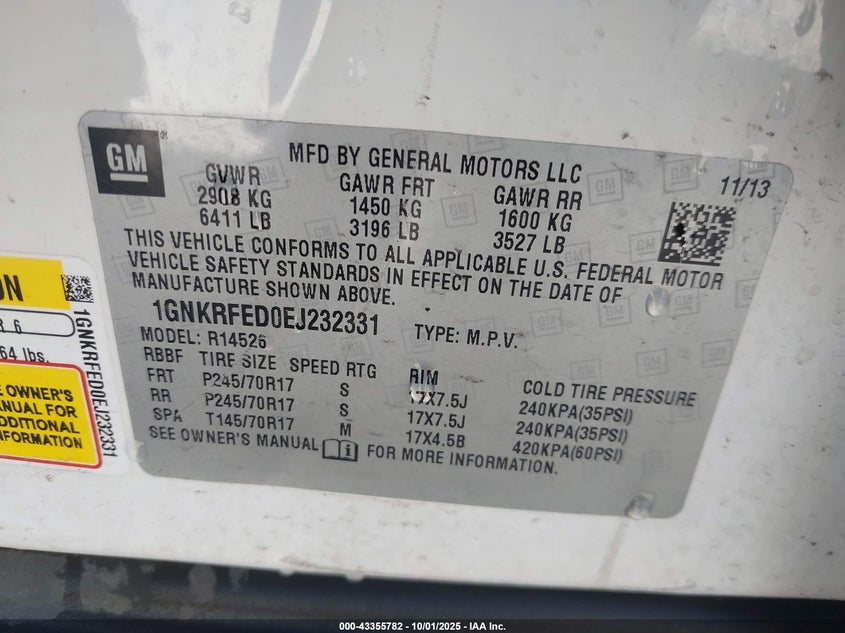 GM
MFD BY GENERAL MOTORS LLC
11/13
GVWR GAWR FRT GAWR RR
2908 KG 1450 KG 1600 KG
6411 LB 3196 LB 3527 LB
THIS VEHICLE CONFORMS TO ALL APPLICABLE U.S. FEDERAL MOTOR
VEHICLE SAFETY STANDARDS IN EFFECT ON THE DATE OF
MANUFACTURE SHOWN ABOVE.
1GNKRFED0EJ232331 TYPE: M.P.V.
MODEL: R14526
RBBF TIRE SIZE SPEED RTG RIM COLD TIRE PRESSURE
FRT P245/70R17 S 17X7.5J 240KPA(35PSI)
RR P245/70R17 S 17X7.5J 240KPA(35PSI)
SPA T145/70R17 M 17X4.5B 420KPA(60PSI)
SEE OWNER'S MANUAL i FOR MORE INFORMATION.
ON
R 6
64 lbs.
E OWNER'S
ANUAL FOR
DDITIONAL
FORMATION
1GNKRFED0EJ232331
000-43355782 - 10/01/2025 - IAA Inc.